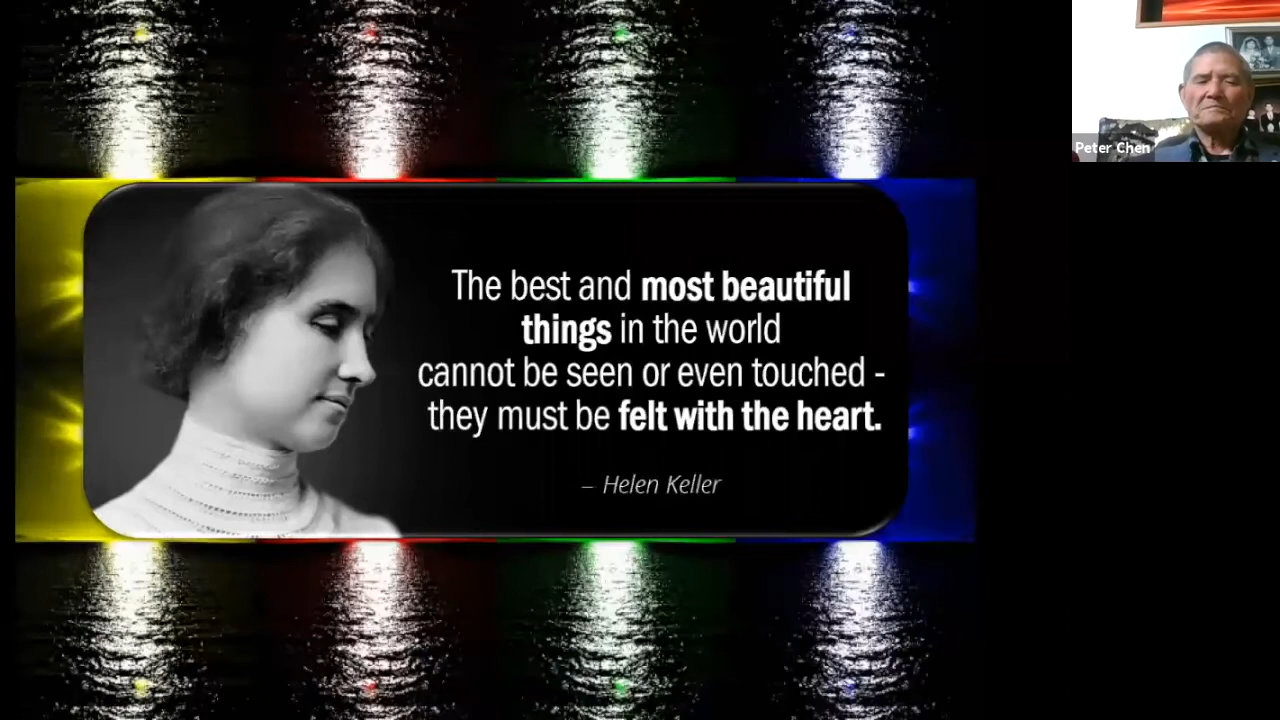 The best and most beautiful
things in the world
cannot be seen or even touched -
they must be felt with the heart.
– Helen Keller
Peter Chen